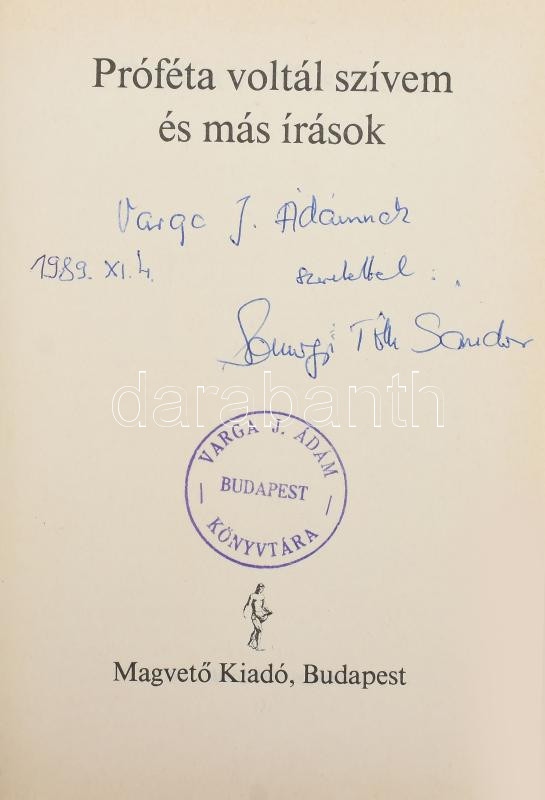 Próféta voltál szívem
és más írások
Varga J. Ádámnak
1989. XI. 4. szeretettel:
Somogyi Tóth Sándor
darabanth
VARGA J. ÁDÁM
BUDAPEST
KÖNYVTÁRA
Magvető Kiadó, Budapest